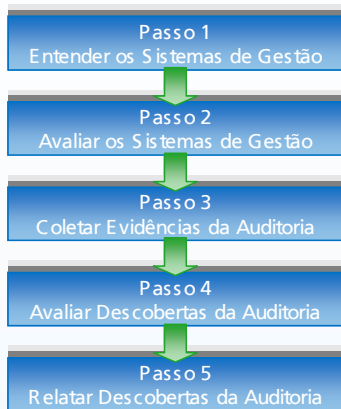 Passo 1
Entender os Sistemas de Gestão
Passo 2
Avaliar os Sistemas de Gestão
Passo 3
Coletar Evidências da Auditoria
Passo 4
Avaliar Descobertas da Auditoria
Passo 5
Relatar Descobertas da Auditoria